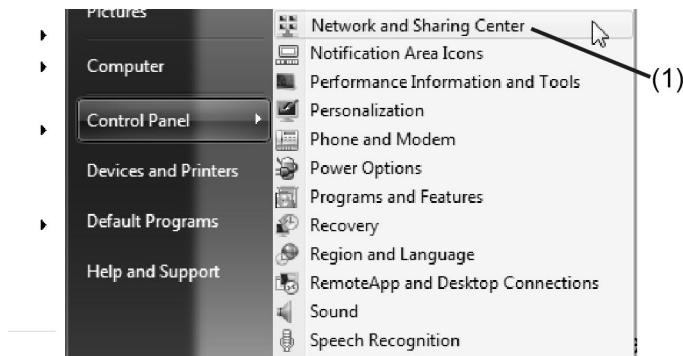 Pictures
Computer
Control Panel
Devices and Printers
Default Programs
Help and Support
Network and Sharing Center
Notification Area Icons
Performance Information and Tools
Personalization
Phone and Modem
Power Options
Programs and Features
Recovery
Region and Language
RemoteApp and Desktop Connections
Sound
Speech Recognition
(1)